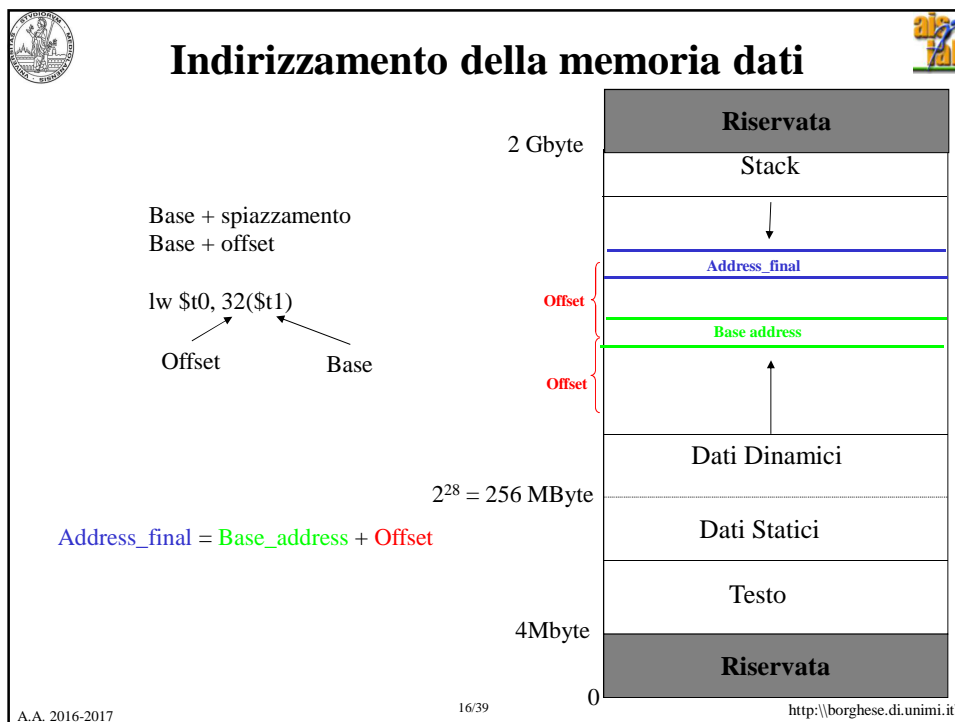 Indirizzamento della memoria dati
Base + spiazzamento
Base + offset
lw $t0, 32($t1)
Offset
Base
Address_final = Base_address + Offset
Riservata
2 Gbyte
Stack
Address_final
Offset
Base address
Offset
Dati Dinamici
2²⁸ = 256 MByte
Dati Statici
Testo
4Mbyte
Riservata
0
A.A. 2016-2017
16/39
http:\\borghese.di.unimi.it